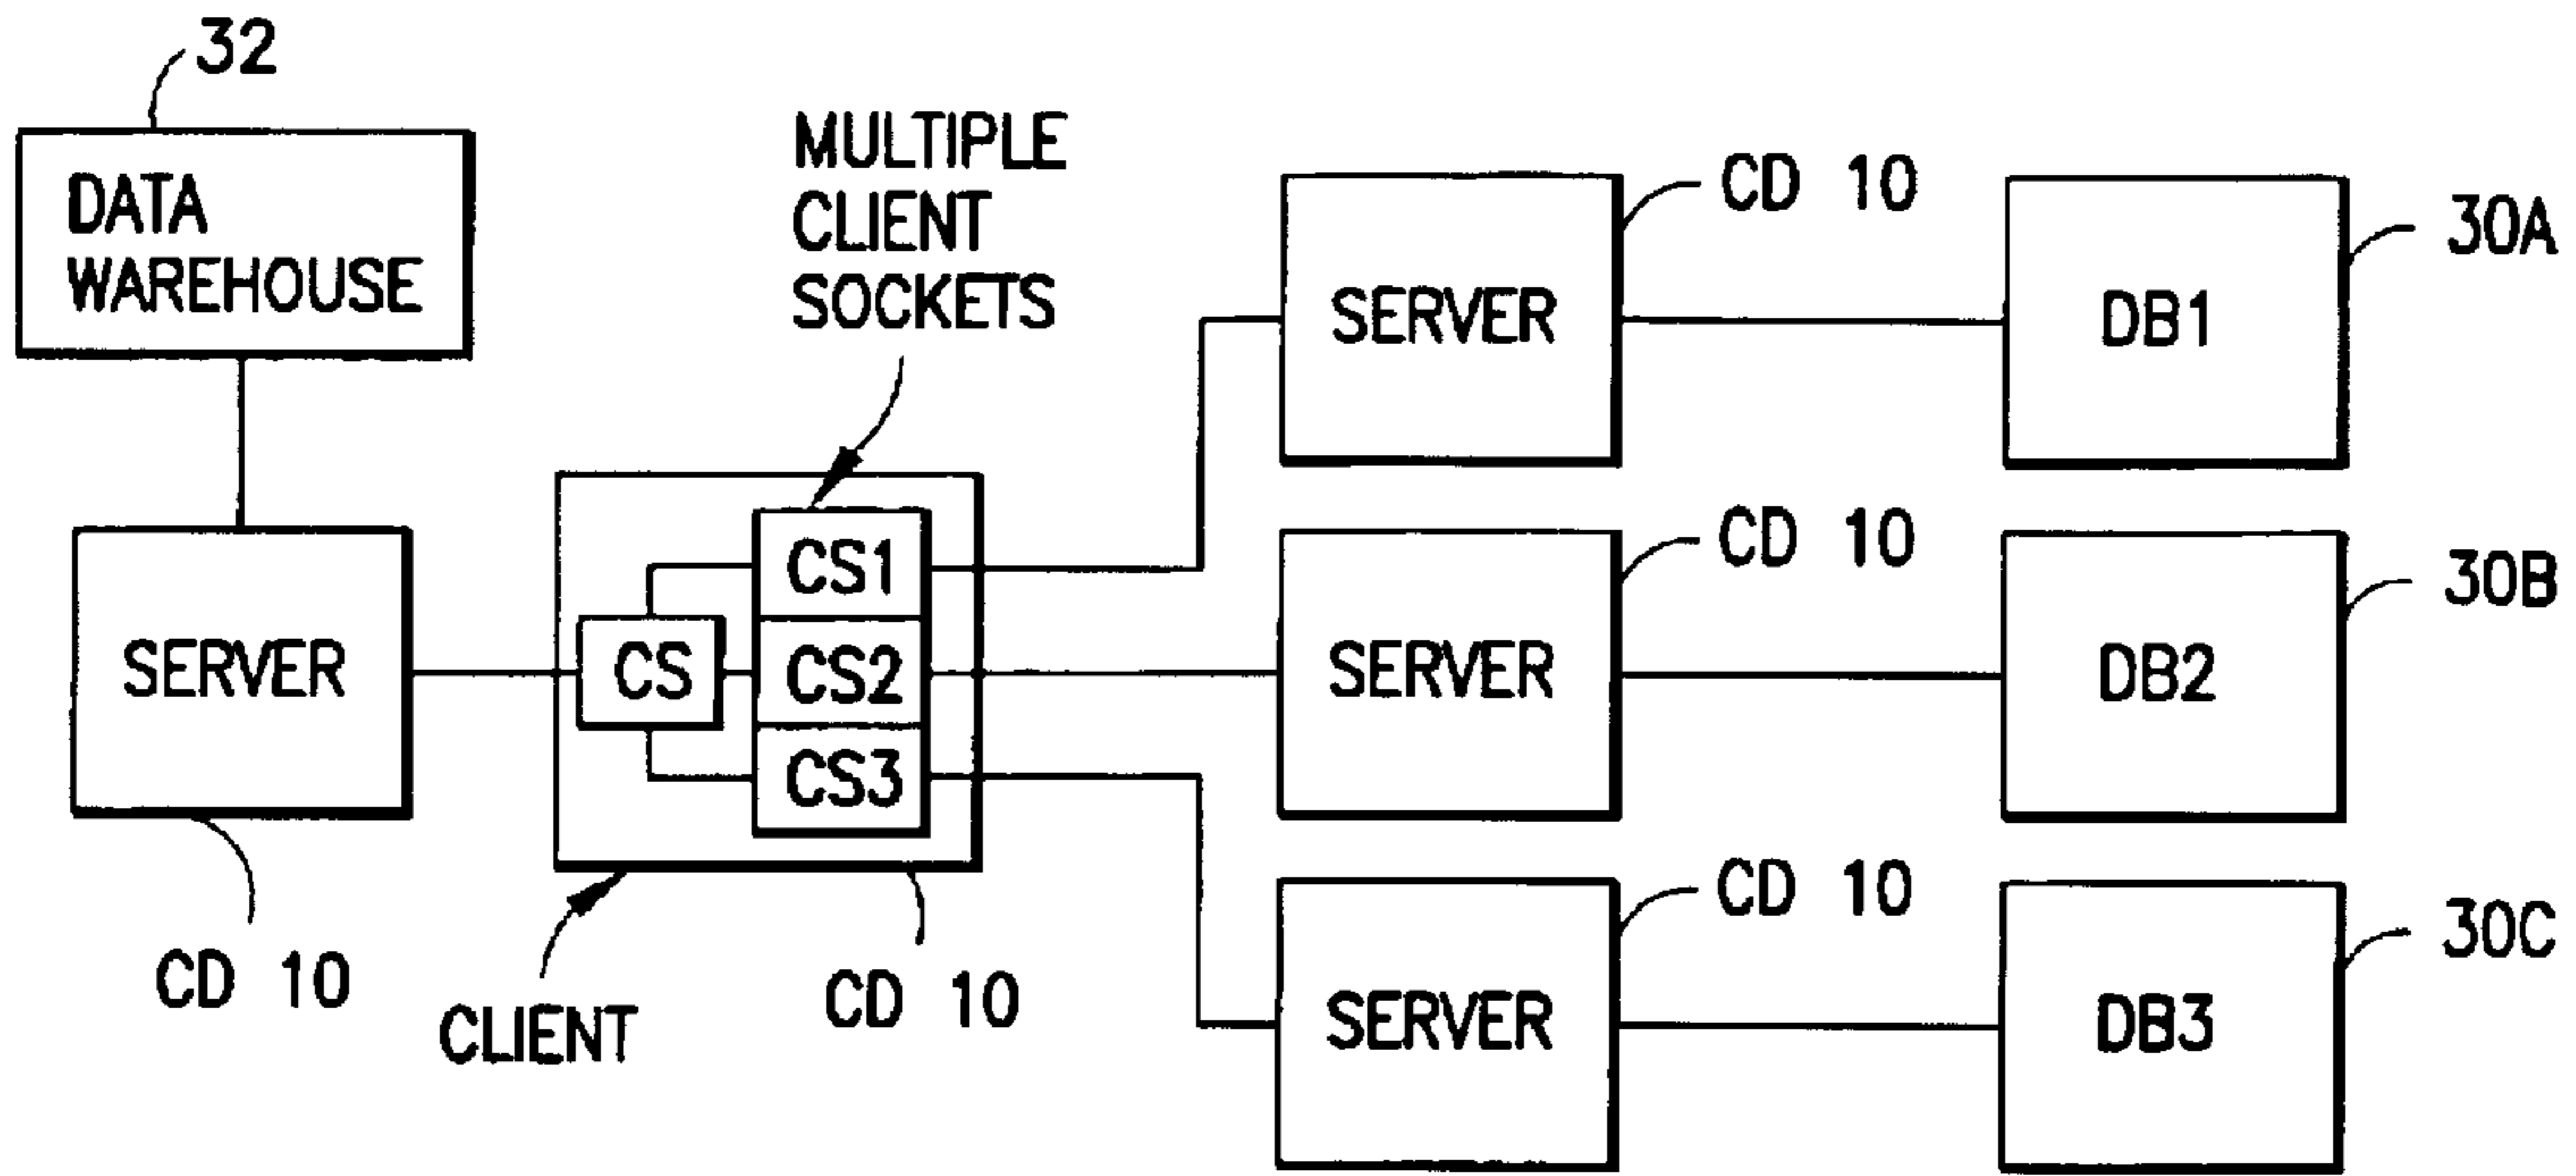 32
DATA
WAREHOUSE
MULTIPLE
CLIENT
SOCKETS
SERVER
CD 10
CS
CS1
CS2
CS3
CLIENT
CD 10
SERVER
CD 10
DB1
30A
SERVER
CD 10
DB2
30B
SERVER
CD 10
DB3
30C